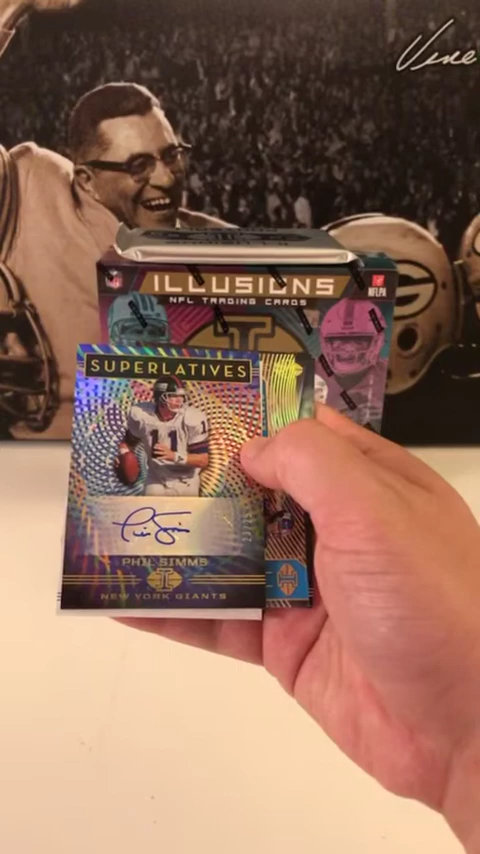 Vince
ILLUSIONS
NFL TRADING CARDS
NFLPA
SUPERLATIVES
11
PHIL SIMMS
NEW YORK GIANTS